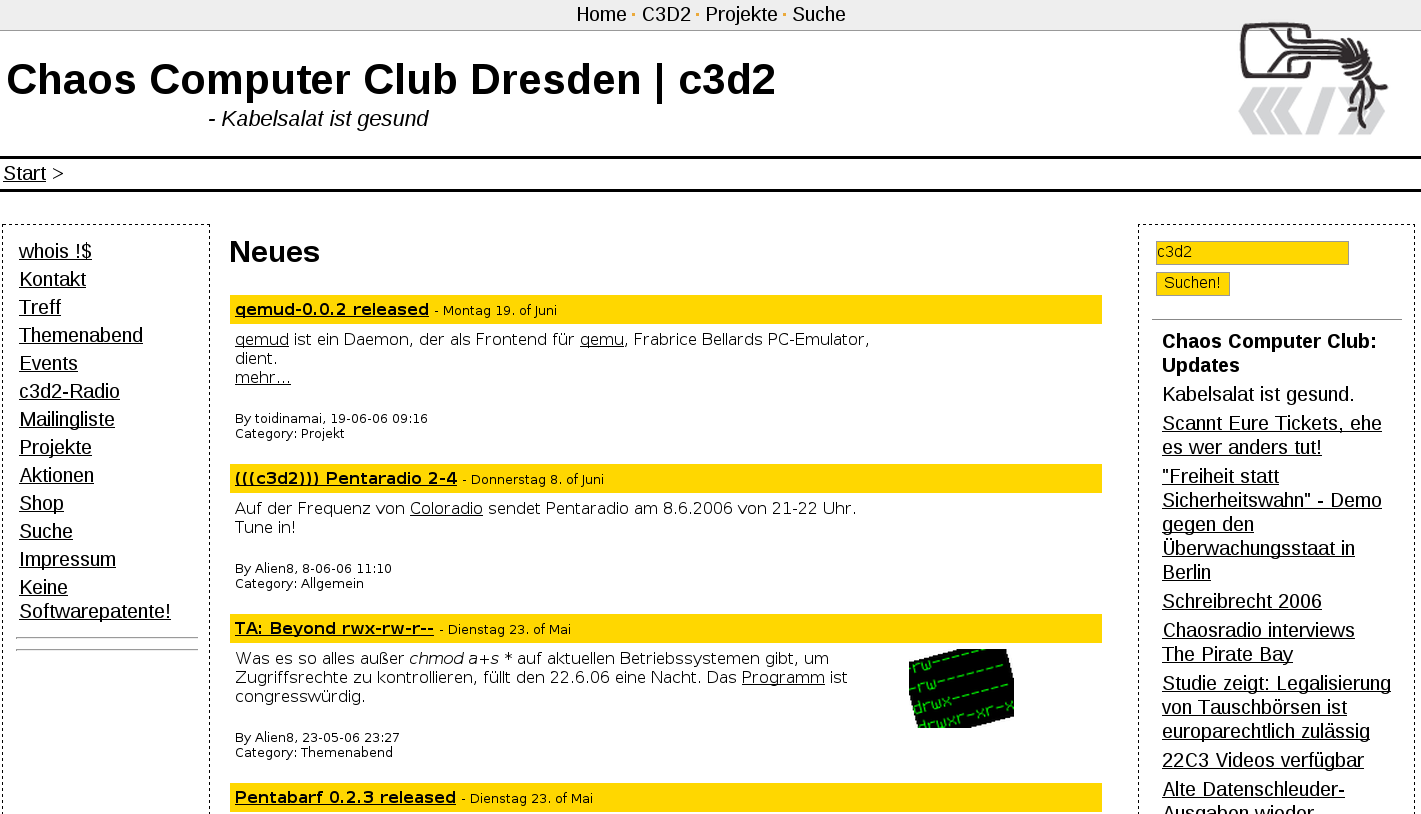 Home · C3D2 · Projekte · Suche
Chaos Computer Club Dresden | c3d2
- Kabelsalat ist gesund
Start >
whois !$
Kontakt
Treff
Themenabend
Events
c3d2-Radio
Mailingliste
Projekte
Aktionen
Shop
Suche
Impressum
Keine
Softwarepatente!
Neues
qemud-0.0.2 released - Montag 19. of Juni
qemud ist ein Daemon, der als Frontend für qemu, Frabrice Bellards PC-Emulator,
dient.
mehr...
By toidinamai, 19-06-06 09:16
Category: Projekt
(((c3d2))) Pentaradio 2-4 - Donnerstag 8. of Juni
Auf der Frequenz von Coloradio sendet Pentaradio am 8.6.2006 von 21-22 Uhr.
Tune in!
By Alien8, 8-06-06 11:10
Category: Allgemein
TA: Beyond rwx-rw-r-- - Dienstag 23. of Mai
Was es so alles außer chmod a+s * auf aktuellen Betriebssystemen gibt, um
Zugriffsrechte zu kontrollieren, füllt den 22.6.06 eine Nacht. Das Programm ist
congresswürdig.
-rw-------
-rw-------
drwx------
drwxr-xr-x
By Alien8, 23-05-06 23:27
Category: Themenabend
Pentabarf 0.2.3 released - Dienstag 23. of Mai
c3d2
Suchen!
Chaos Computer Club:
Updates
Kabelsalat ist gesund.
Scannt Eure Tickets, ehe
es wer anders tut!
"Freiheit statt
Sicherheitswahn" - Demo
gegen den
Überwachungsstaat in
Berlin
Schreibrecht 2006
Chaosradio interviews
The Pirate Bay
Studie zeigt: Legalisierung
von Tauschbörsen ist
europarechtlich zulässig
22C3 Videos verfügbar
Alte Datenschleuder-
Ausgaben wieder